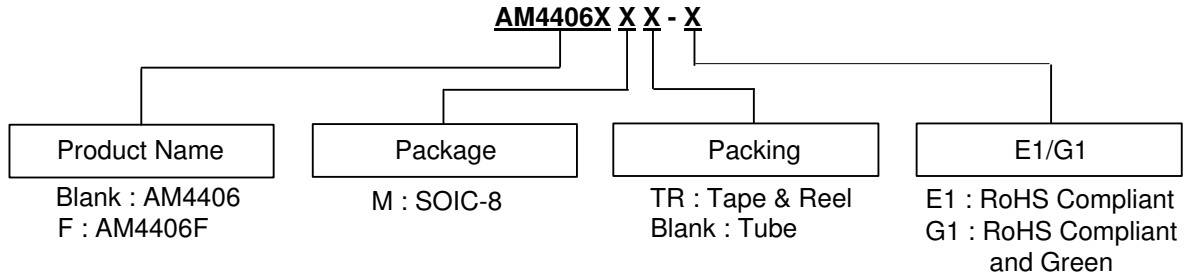 AM4406X X X - X
Product Name
Blank : AM4406
F : AM4406F
Package
M : SOIC-8
Packing
TR : Tape & Reel
Blank : Tube
E1/G1
E1 : RoHS Compliant
G1 : RoHS Compliant
and Green